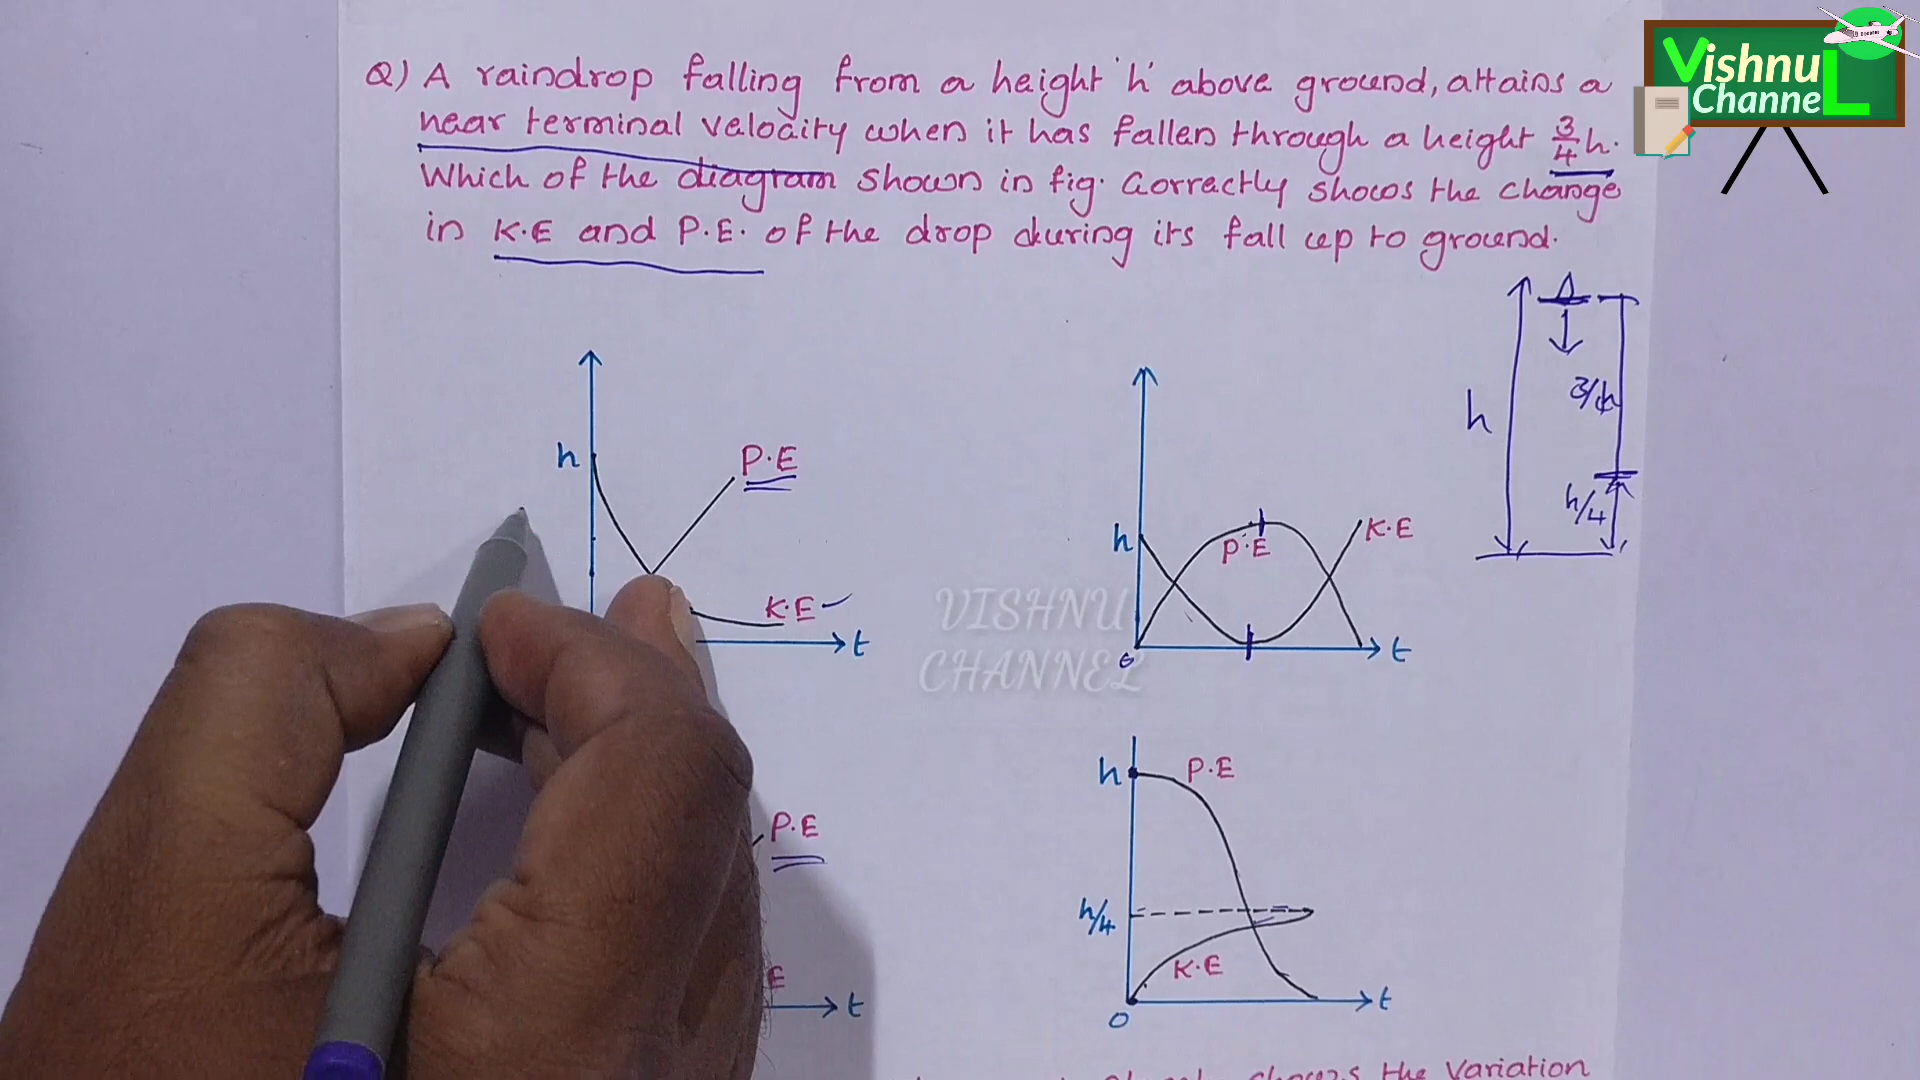 Q) A raindrop falling from a height 'h' above ground, attains a
near terminal velocity when it has fallen through a height 3/4 h.
Which of the diagram shown in fig. correctly shows the change
in K.E and P.E. of the drop during its fall up to ground.
Vishnu
ChanneL
h
P.E
K.E
t
h
P.E
K.E
0
t
h
3/4h
h/4
VISHNU
CHANNEL
P.E
E
t
h
P.E
h/4
K.E
0
t
shows the variation